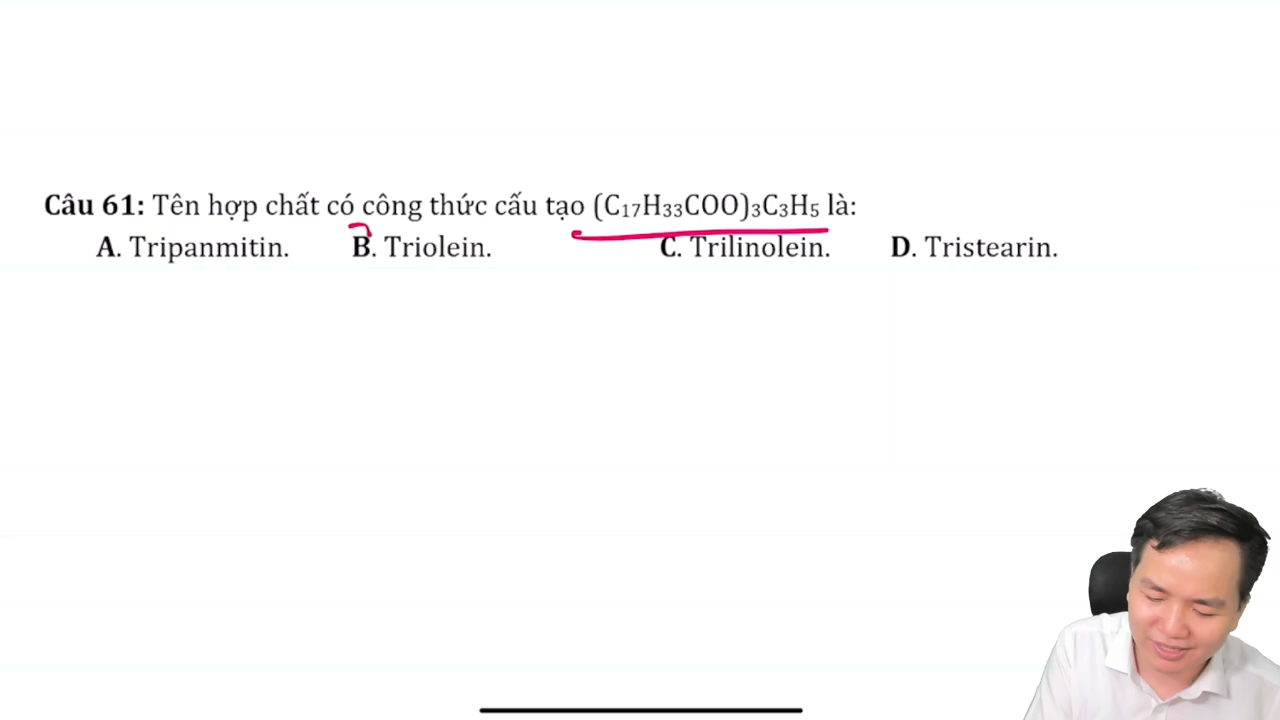 Câu 61: Tên hợp chất có công thức cấu tạo (C₁₇H₃₃COO)₃C₃H₅ là:
A. Tripanmitin. B. Triolein. C. Trilinolein. D. Tristearin.